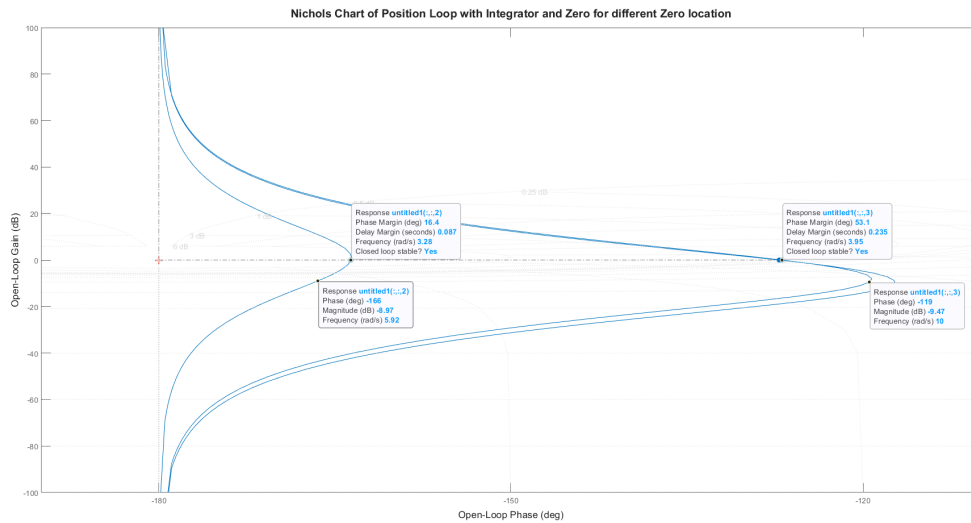 Nichols Chart of Position Loop with Integrator and Zero for different Zero location
Open-Loop Gain (dB)
100
80
60
40
20
0
-20
-40
-60
-80
-100
0.25 dB
1 dB
3 dB
6 dB
Response untitled1(:,:,2)
Phase Margin (deg) 16.4
Delay Margin (seconds) 0.087
Frequency (rad/s) 3.28
Closed loop stable? Yes
Response untitled1(:,:,3)
Phase Margin (deg) 53.1
Delay Margin (seconds) 0.235
Frequency (rad/s) 3.95
Closed loop stable? Yes
Response untitled1(:,:,2)
Phase (deg) -166
Magnitude (dB) -8.97
Frequency (rad/s) 5.92
Response untitled1(:,:,3)
Phase (deg) -119
Magnitude (dB) -9.47
Frequency (rad/s) 10
-180
-150
-120
Open-Loop Phase (deg)